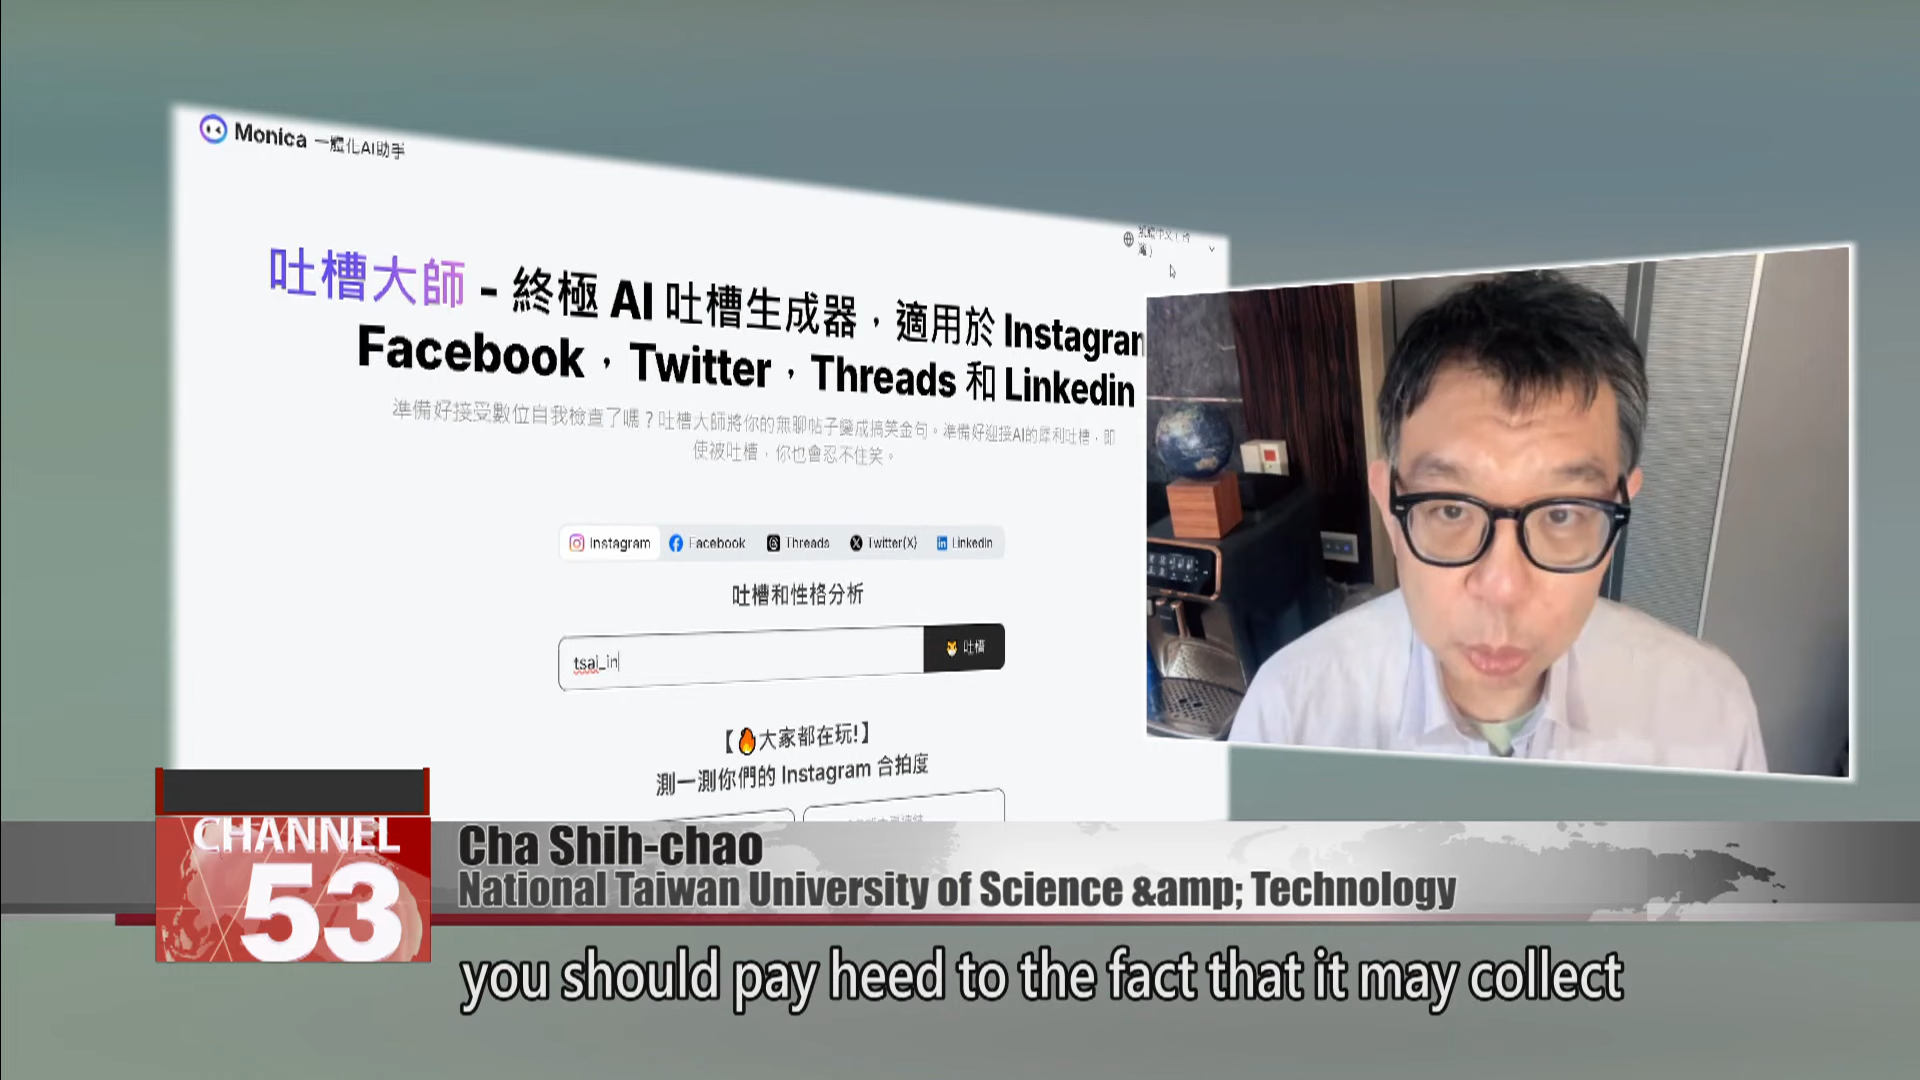 Monica 一體化AI助手
繁體中文（台
灣）
吐槽大師 - 終極 AI 吐槽生成器，適用於 Instagram
Facebook，Twitter，Threads 和 Linkedin
準備好接受數位自我檢查了嗎？吐槽大師將你的無聊帖子變成搞笑金句。準備好迎接AI的犀利吐槽，即
使被吐槽，你也會忍不住笑。
Instagram Facebook Threads Twitter(X) LinkedIn
吐槽和性格分析
tsai_in 吐槽
【🔥大家都在玩!】
測一測你們的 Instagram 合拍度
CHANNEL
53
Cha Shih-chao
National Taiwan University of Science &amp; Technology
you should pay heed to the fact that it may collect